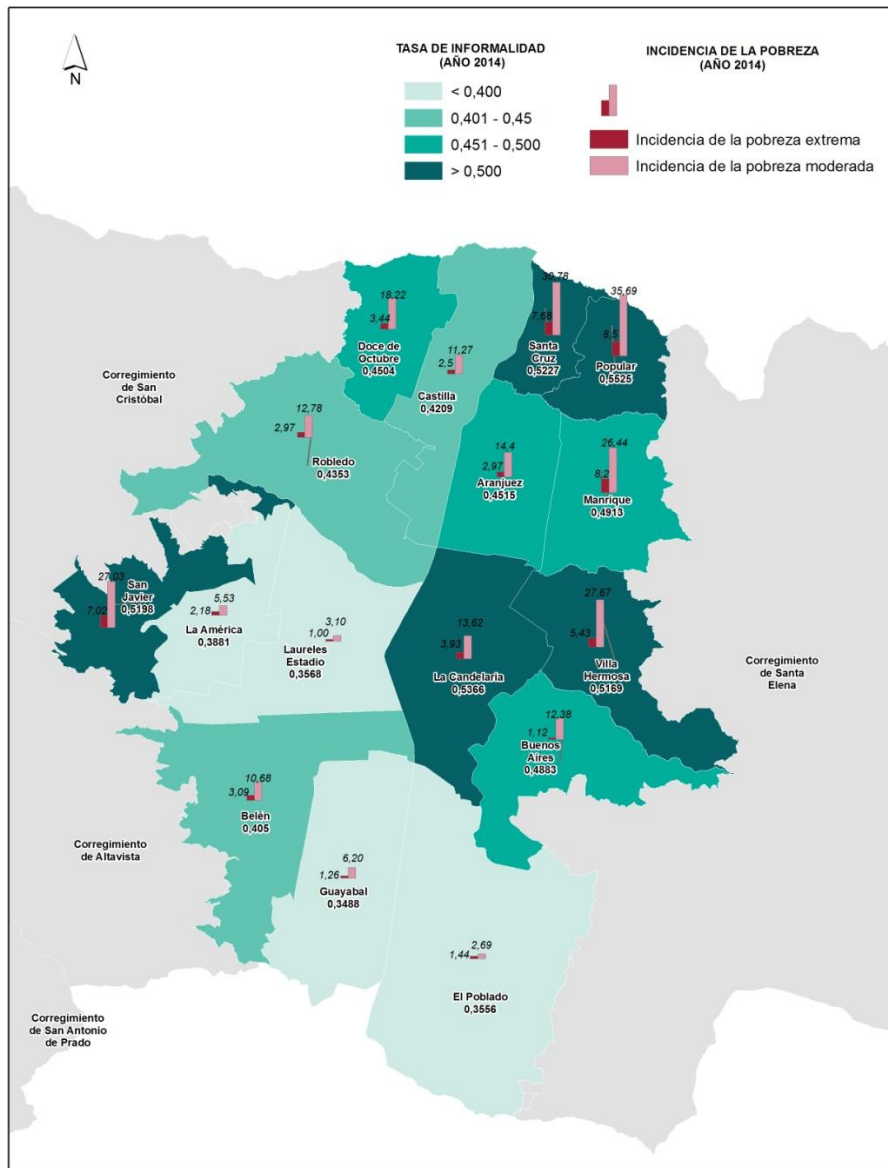 N
TASA DE INFORMALIDAD
(AÑO 2014)
< 0,400
0,401 - 0,45
0,451 - 0,500
> 0,500
INCIDENCIA DE LA POBREZA
(AÑO 2014)
Incidencia de la pobreza extrema
Incidencia de la pobreza moderada
18,22
3,44
Doce de
Octubre
0,4504
11,27
2,5
Castilla
0,4209
30,78
7,68
Santa
Cruz
0,5227
35,69
8,5
Popular
0,5525
Corregimiento
de San
Cristóbal
12,78
2,97
Robledo
0,4353
14,4
2,97
Aranjuez
0,4515
26,44
8,2
Manrique
0,4913
27,03
7,02
San
Javier
0,5198
5,53
2,18
La América
0,3881
3,10
1,00
Laureles
Estadio
0,3568
13,62
3,93
La Candelaria
0,5366
27,67
5,43
Villa
Hermosa
0,5169
Corregimiento
de Santa
Elena
12,38
1,12
Buenos
Aires
0,4883
10,68
3,09
Belén
0,405
Corregimiento
de Altavista
6,20
1,26
Guayabal
0,3488
2,69
1,44
El Poblado
0,3556
Corregimiento
de San Antonio
de Prado